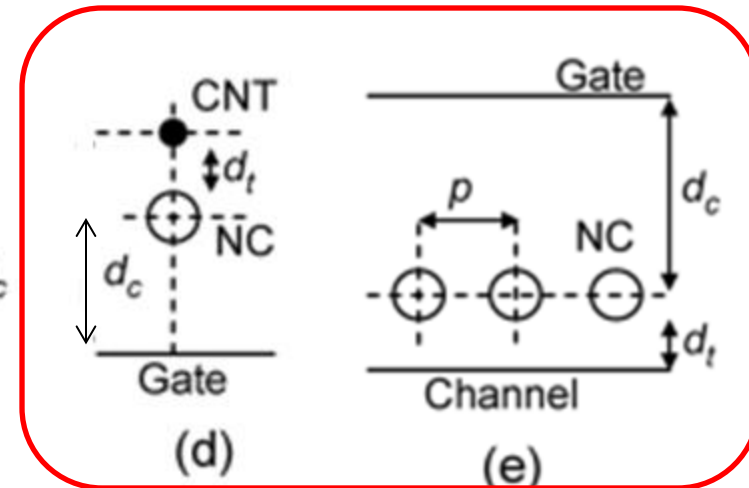 CNT
d_t
NC
d_c
Gate
(d)
Gate
p
d_c
NC
d_t
Channel
(e)
c